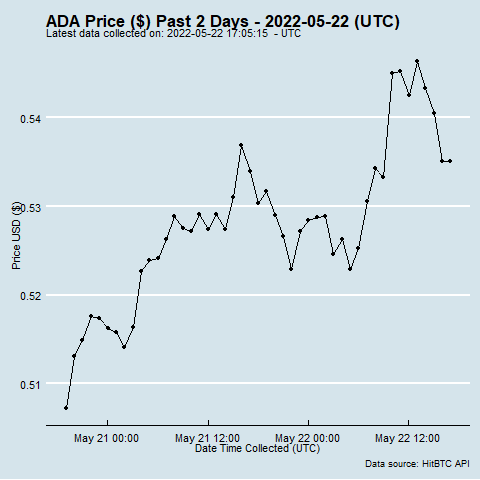 ADA Price ($) Past 2 Days - 2022-05-22 (UTC)
Latest data collected on: 2022-05-22 17:05:15 - UTC
Price USD ($)
0.54
0.53
0.52
0.51
May 21 00:00 May 21 12:00 May 22 00:00 May 22 12:00
Date Time Collected (UTC)
Data source: HitBTC API